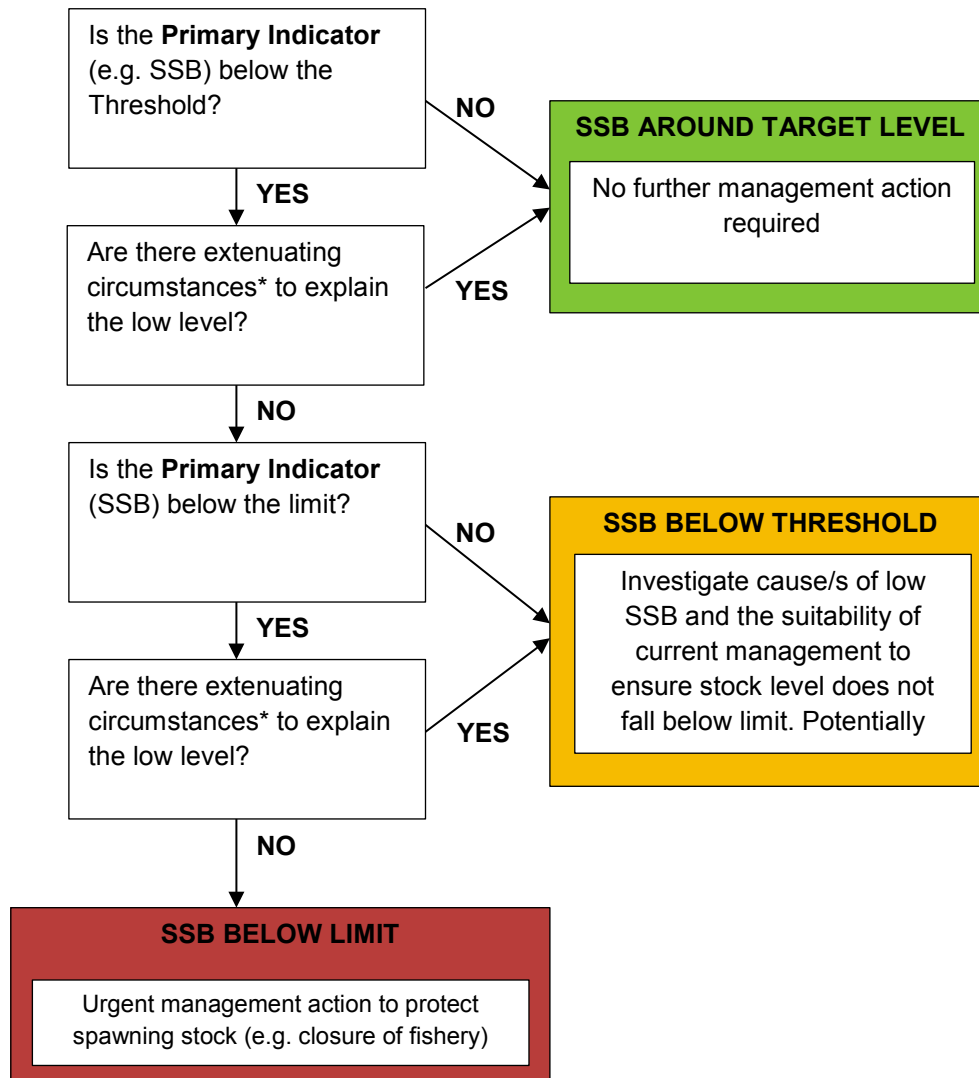 Is the Primary Indicator
(e.g. SSB) below the
Threshold?
NO
SSB AROUND TARGET LEVEL
No further management action
required
YES
Are there extenuating
circumstances* to explain
the low level?
YES
NO
Is the Primary Indicator
(SSB) below the limit?
NO
SSB BELOW THRESHOLD
Investigate cause/s of low
SSB and the suitability of
current management to
ensure stock level does not
fall below limit. Potentially
YES
Are there extenuating
circumstances* to explain
the low level?
YES
NO
SSB BELOW LIMIT
Urgent management action to protect
spawning stock (e.g. closure of fishery)